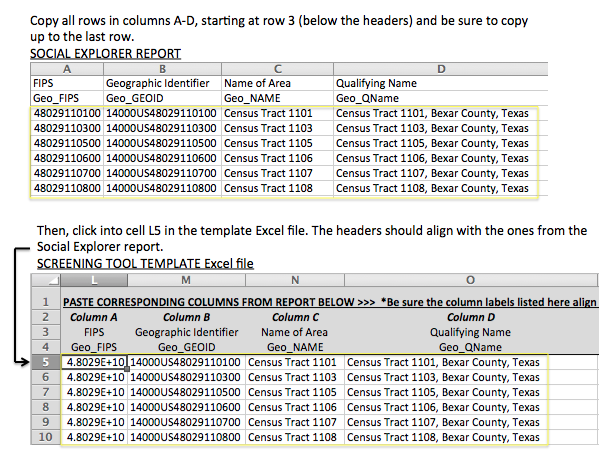 Copy all rows in columns A-D, starting at row 3 (below the headers) and be sure to copy
up to the last row.
SOCIAL EXPLORER REPORT
A B C D
FIPS Geographic Identifier Name of Area Qualifying Name
Geo_FIPS Geo_GEOID Geo_NAME Geo_QName
48029110100 14000US48029110100 Census Tract 1101 Census Tract 1101, Bexar County, Texas
48029110300 14000US48029110300 Census Tract 1103 Census Tract 1103, Bexar County, Texas
48029110500 14000US48029110500 Census Tract 1105 Census Tract 1105, Bexar County, Texas
48029110600 14000US48029110600 Census Tract 1106 Census Tract 1106, Bexar County, Texas
48029110700 14000US48029110700 Census Tract 1107 Census Tract 1107, Bexar County, Texas
48029110800 14000US48029110800 Census Tract 1108 Census Tract 1108, Bexar County, Texas
Then, click into cell L5 in the template Excel file. The headers should align with the ones from the
Social Explorer report.
SCREENING TOOL TEMPLATE Excel file
L M N O
1 PASTE CORRESPONDING COLUMNS FROM REPORT BELOW >>> *Be sure the column labels listed here align
2 Column A Column B Column C Column D
3 FIPS Geographic Identifier Name of Area Qualifying Name
4 Geo_FIPS Geo_GEOID Geo_NAME Geo_QName
5 4.8029E+10 14000US48029110100 Census Tract 1101 Census Tract 1101, Bexar County, Texas
6 4.8029E+10 14000US48029110300 Census Tract 1103 Census Tract 1103, Bexar County, Texas
7 4.8029E+10 14000US48029110500 Census Tract 1105 Census Tract 1105, Bexar County, Texas
8 4.8029E+10 14000US48029110600 Census Tract 1106 Census Tract 1106, Bexar County, Texas
9 4.8029E+10 14000US48029110700 Census Tract 1107 Census Tract 1107, Bexar County, Texas
10 4.8029E+10 14000US48029110800 Census Tract 1108 Census Tract 1108, Bexar County, Texas